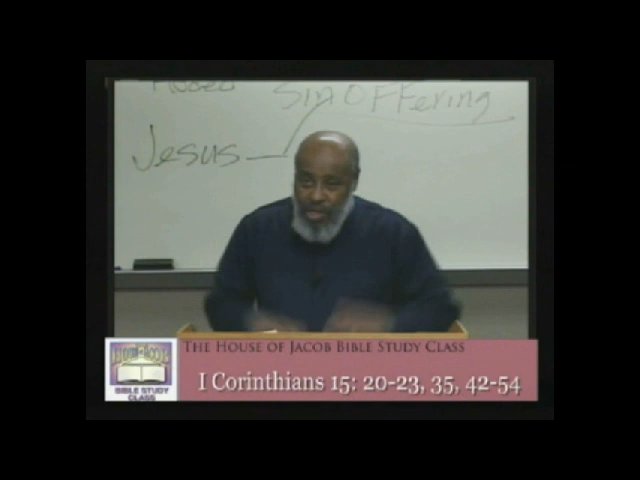 Sin Offering
Jesus
The House of Jacob Bible Study Class
I Corinthians 15: 20-23, 35, 42-54
BIBLE STUDY
CLASS